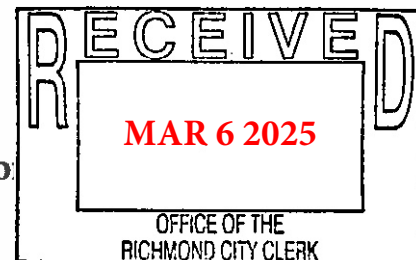 RECEIVED
MAR 6 2025
OFFICE OF THE
RICHMOND CITY CLERK